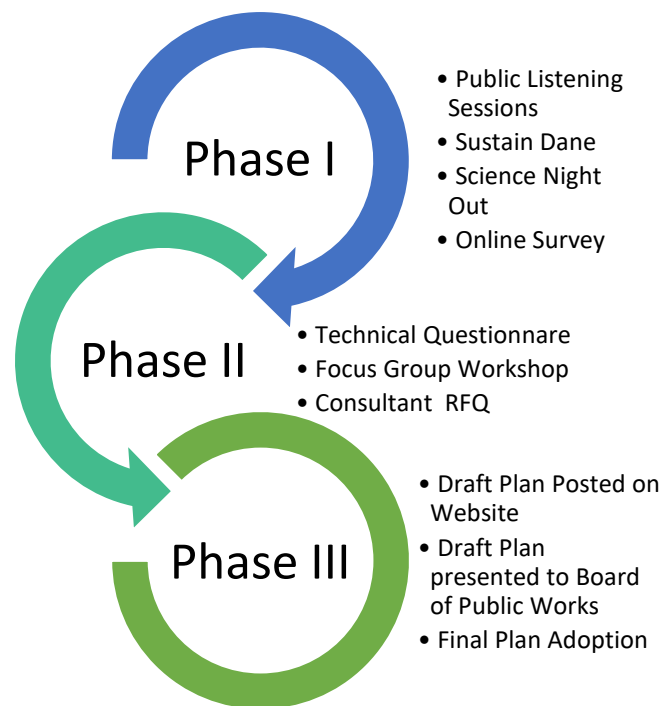 Phase I
• Public Listening
Sessions
• Sustain Dane
• Science Night
Out
• Online Survey
Phase II
• Technical Questionnare
• Focus Group Workshop
• Consultant RFQ
Phase III
• Draft Plan Posted on
Website
• Draft Plan
presented to Board
of Public Works
• Final Plan Adoption